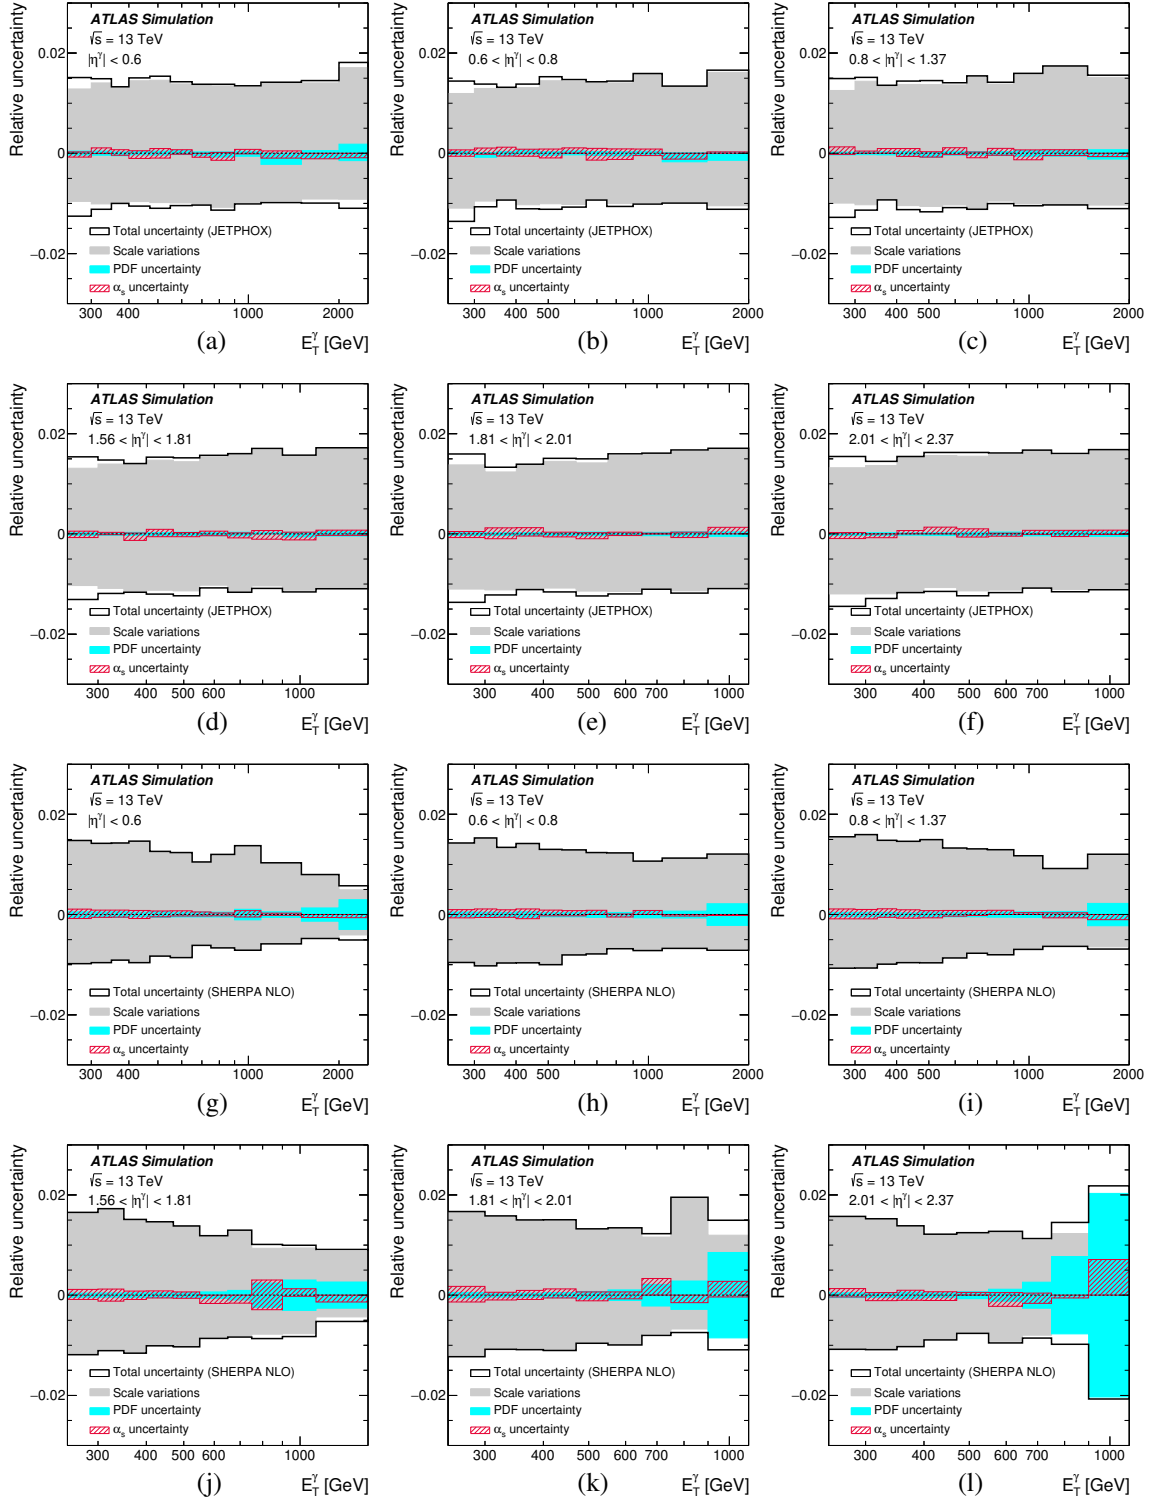 Relative uncertainty
ATLAS Simulation
√s = 13 TeV
|η^γ| < 0.6
0.02
0
−0.02
Total uncertainty (JETPHOX)
Scale variations
PDF uncertainty
α_s uncertainty
300 400 1000 2000
E_T^γ [GeV]
(a)
Relative uncertainty
ATLAS Simulation
√s = 13 TeV
0.6 < |η^γ| < 0.8
0.02
0
−0.02
Total uncertainty (JETPHOX)
Scale variations
PDF uncertainty
α_s uncertainty
300 400 500 1000 2000
E_T^γ [GeV]
(b)
Relative uncertainty
ATLAS Simulation
√s = 13 TeV
0.8 < |η^γ| < 1.37
0.02
0
−0.02
Total uncertainty (JETPHOX)
Scale variations
PDF uncertainty
α_s uncertainty
300 400 500 1000 2000
E_T^γ [GeV]
(c)
Relative uncertainty
ATLAS Simulation
√s = 13 TeV
1.56 < |η^γ| < 1.81
0.02
0
−0.02
Total uncertainty (JETPHOX)
Scale variations
PDF uncertainty
α_s uncertainty
300 400 500 600 1000
E_T^γ [GeV]
(d)
Relative uncertainty
ATLAS Simulation
√s = 13 TeV
1.81 < |η^γ| < 2.01
0.02
0
−0.02
Total uncertainty (JETPHOX)
Scale variations
PDF uncertainty
α_s uncertainty
300 400 500 600 700 1000
E_T^γ [GeV]
(e)
Relative uncertainty
ATLAS Simulation
√s = 13 TeV
2.01 < |η^γ| < 2.37
0.02
0
−0.02
Total uncertainty (JETPHOX)
Scale variations
PDF uncertainty
α_s uncertainty
300 400 500 600 700 1000
E_T^γ [GeV]
(f)
Relative uncertainty
ATLAS Simulation
√s = 13 TeV
|η^γ| < 0.6
0.02
0
−0.02
Total uncertainty (SHERPA NLO)
Scale variations
PDF uncertainty
α_s uncertainty
300 400 1000 2000
E_T^γ [GeV]
(g)
Relative uncertainty
ATLAS Simulation
√s = 13 TeV
0.6 < |η^γ| < 0.8
0.02
0
−0.02
Total uncertainty (SHERPA NLO)
Scale variations
PDF uncertainty
α_s uncertainty
300 400 500 1000 2000
E_T^γ [GeV]
(h)
Relative uncertainty
ATLAS Simulation
√s = 13 TeV
0.8 < |η^γ| < 1.37
0.02
0
−0.02
Total uncertainty (SHERPA NLO)
Scale variations
PDF uncertainty
α_s uncertainty
300 400 500 1000 2000
E_T^γ [GeV]
(i)
Relative uncertainty
ATLAS Simulation
√s = 13 TeV
1.56 < |η^γ| < 1.81
0.02
0
−0.02
Total uncertainty (SHERPA NLO)
Scale variations
PDF uncertainty
α_s uncertainty
300 400 500 600 1000
E_T^γ [GeV]
(j)
Relative uncertainty
ATLAS Simulation
√s = 13 TeV
1.81 < |η^γ| < 2.01
0.02
0
−0.02
Total uncertainty (SHERPA NLO)
Scale variations
PDF uncertainty
α_s uncertainty
300 400 500 600 700 1000
E_T^γ [GeV]
(k)
Relative uncertainty
ATLAS Simulation
√s = 13 TeV
2.01 < |η^γ| < 2.37
0.02
0
−0.02
Total uncertainty (SHERPA NLO)
Scale variations
PDF uncertainty
α_s uncertainty
300 400 500 600 700 1000
E_T^γ [GeV]
(l)